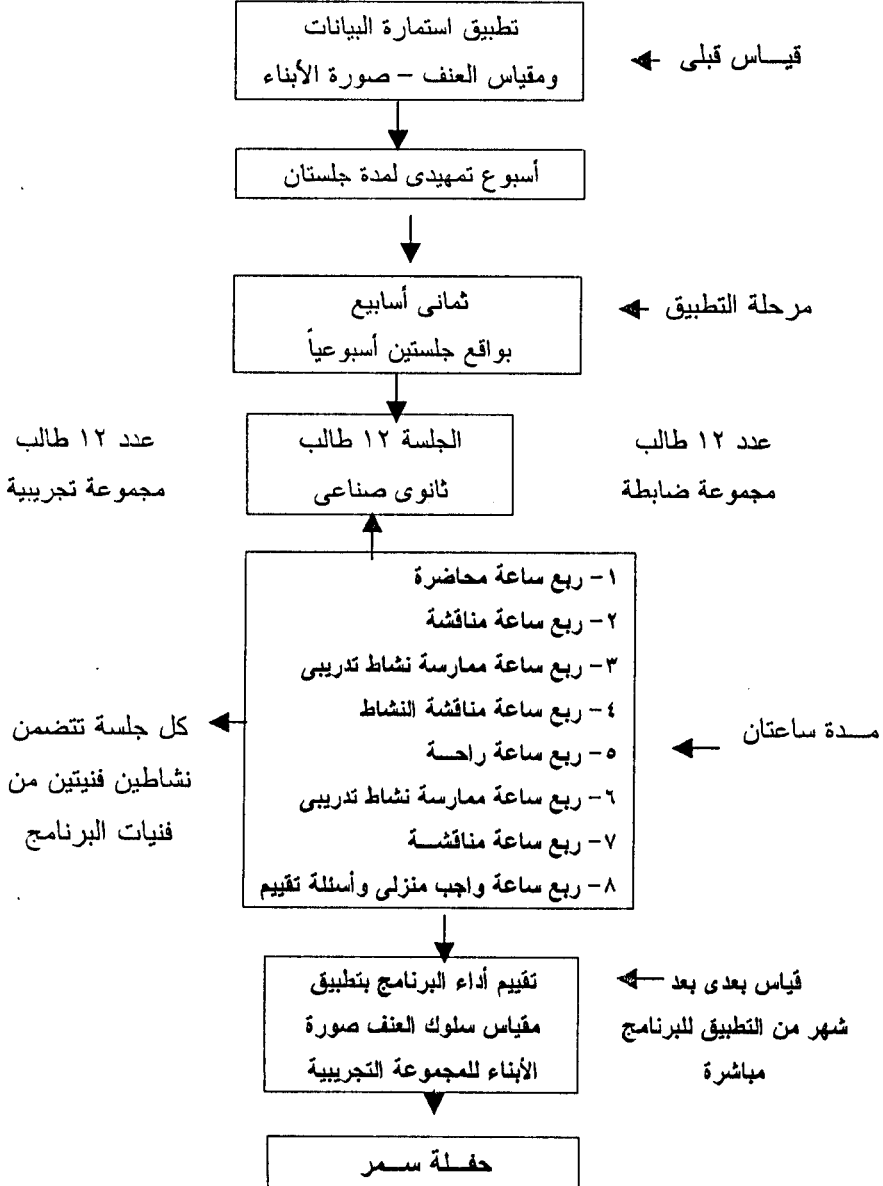 تطبيق استمارة البيانات
ومقياس العنف – صورة الأبناء
قيـــاس قبلى
أسبوع تمهيدى لمدة جلستان
ثمانى أسابيع
بواقع جلستين أسبوعياً
مرحلة التطبيق
عدد ١٢ طالب
مجموعة ضابطة
الجلسة ١٢ طالب
ثانوى صناعى
عدد ١٢ طالب
مجموعة تجريبية
مـــدة ساعتان
١- ربع ساعة محاضرة
٢- ربع ساعة مناقشة
٣- ربع ساعة ممارسة نشاط تدريبى
٤- ربع ساعة مناقشة النشاط
٥- ربع ساعة راحـــة
٦- ربع ساعة ممارسة نشاط تدريبى
٧- ربع ساعة مناقشـــة
٨- ربع ساعة واجب منزلى وأسئلة تقييم
كل جلسة تتضمن
نشاطين فنيتين من
فنيات البرنامج
قياس بعدى بعد
شهر من التطبيق للبرنامج
مباشرة
تقييم أداء البرنامج بتطبيق
مقياس سلوك العنف صورة
الأبناء للمجموعة التجريبية
حفـــلة ســـمر